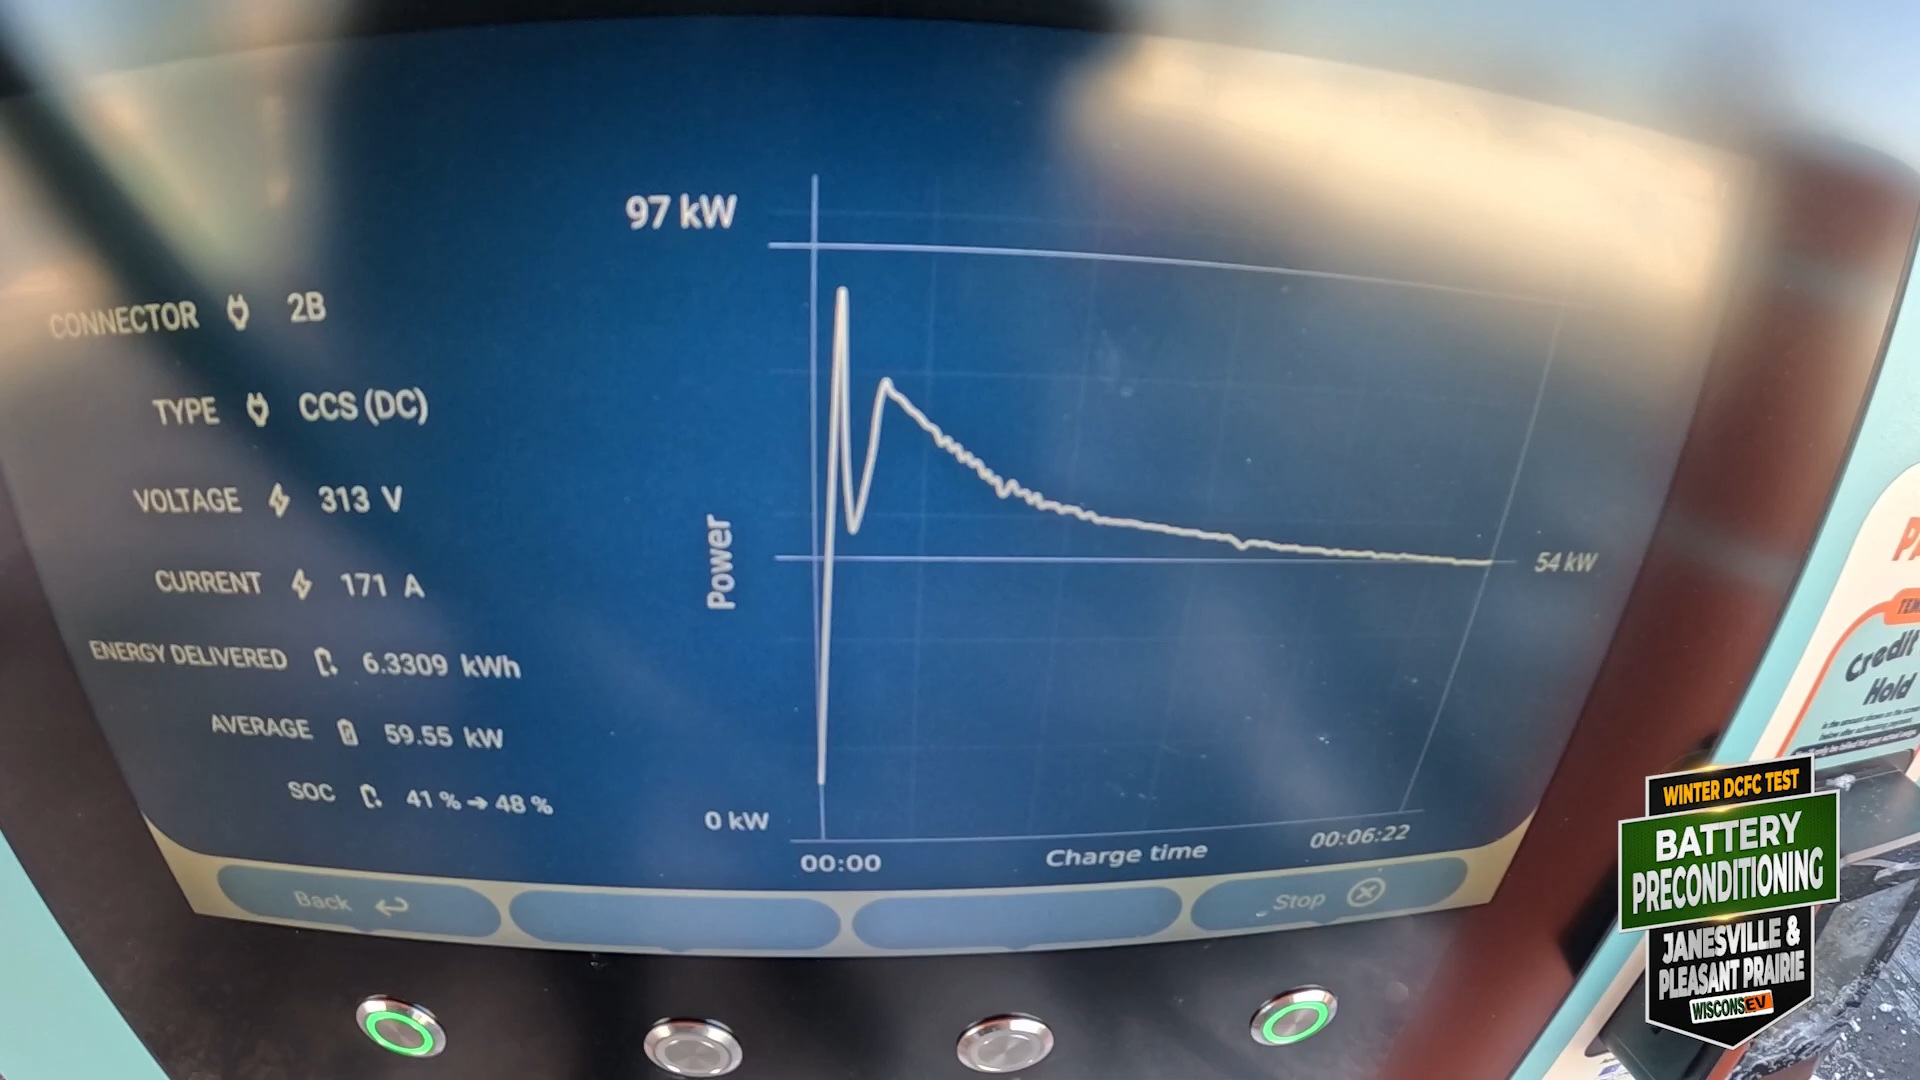 97 kW
CONNECTOR 2B
TYPE CCS (DC)
VOLTAGE 313 V
CURRENT 171 A
ENERGY DELIVERED 6.3309 kWh
AVERAGE 59.55 kW
SOC 41 % → 48 %
Power
54 kW
0 kW
00:00
Charge time
00:06:22
Back
Stop
Credit
Hold
WINTER DCFC TEST
BATTERY
PRECONDITIONING
JANESVILLE &
PLEASANT PRAIRIE
WISCONSEV